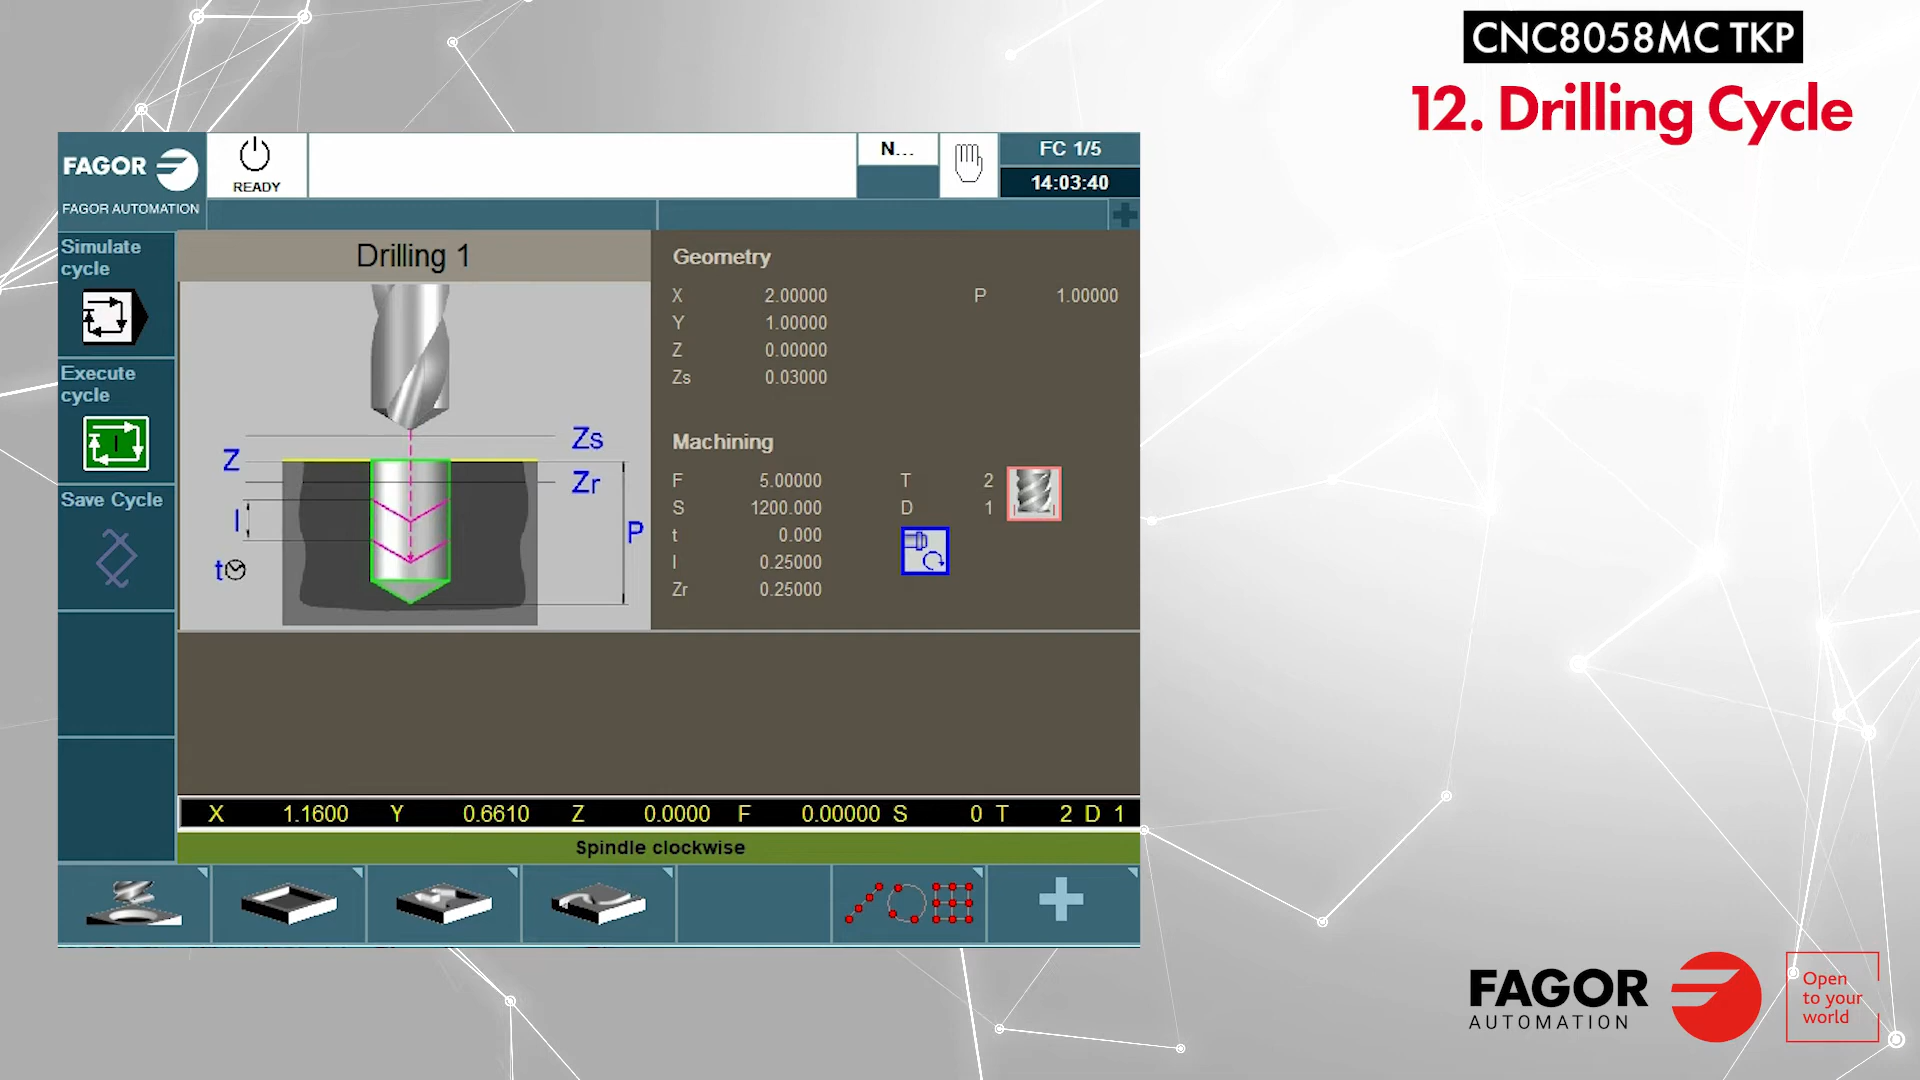 CNC8058MC TKP
12. Drilling Cycle
FAGOR
FAGOR AUTOMATION
READY
N...
FC 1/5
14:03:40
Simulate
cycle
Execute
cycle
Save Cycle
Drilling 1
Zs
Z
Zr
I
P
t
Geometry
X 2.00000 P 1.00000
Y 1.00000
Z 0.00000
Zs 0.03000
Machining
F 5.00000 T 2
S 1200.000 D 1
t 0.000
I 0.25000
Zr 0.25000
X 1.1600 Y 0.6610 Z 0.0000 F 0.00000 S 0 T 2 D 1
Spindle clockwise
FAGOR
AUTOMATION
Open
to your
world